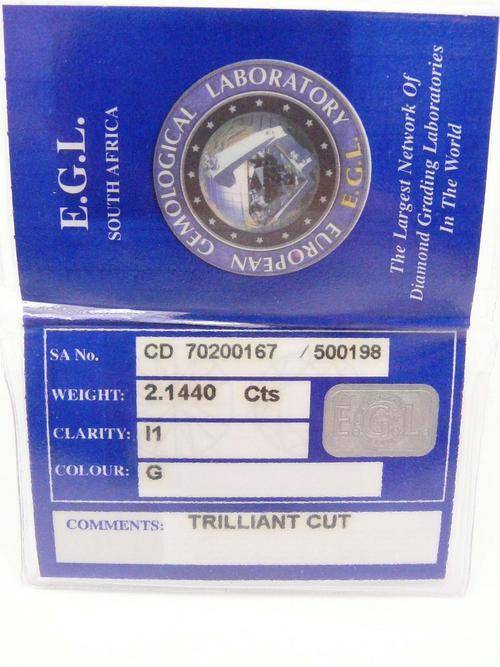 E.G.L.
SOUTH AFRICA
EUROPEAN GEMOLOGICAL LABORATORY
E.G.L.
The Largest Network Of
Diamond Grading Laboratories
In The World
SA No. CD 70200167 / 500198
WEIGHT: 2.1440 Cts
CLARITY: I1
COLOUR: G
E.G.L.
COMMENTS: TRILLIANT CUT